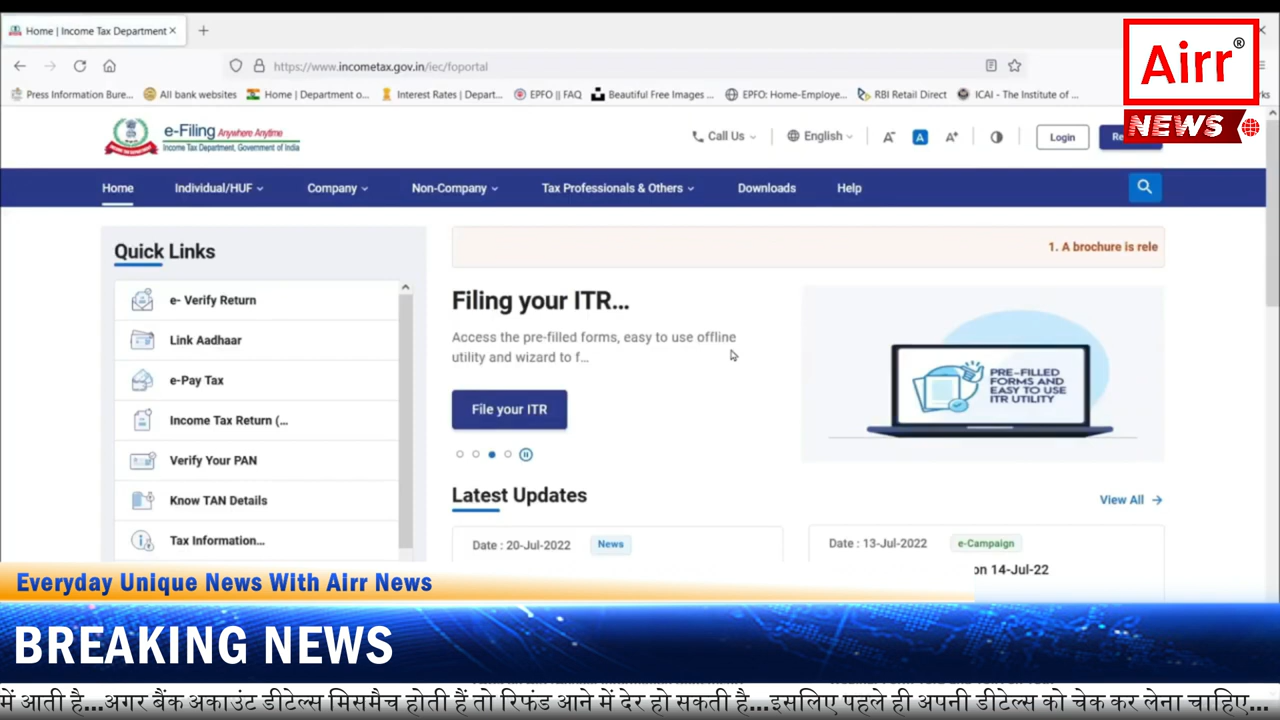 Home | Income Tax Department
https://www.incometax.gov.in/iec/foportal
Press Information Bure...
All bank websites
Home | Department o...
Interest Rates | Depart...
EPFO || FAQ
Beautiful Free Images ...
EPFO: Home-Employe...
RBI Retail Direct
ICAI - The Institute of ...
Airr®
NEWS
e-Filing Anywhere Anytime
Income Tax Department, Government of India
Call Us
English
A-
A
A+
Login
Re
Home
Individual/HUF
Company
Non-Company
Tax Professionals & Others
Downloads
Help
Quick Links
e- Verify Return
Link Aadhaar
e-Pay Tax
Income Tax Return (...
Verify Your PAN
Know TAN Details
Tax Information...
1. A brochure is rele
Filing your ITR...
Access the pre-filled forms, easy to use offline
utility and wizard to f...
File your ITR
PRE-FILLED
FORMS AND
EASY TO USE
ITR UTILITY
Latest Updates
View All
Date : 20-Jul-2022
News
Date : 13-Jul-2022
e-Campaign
on 14-Jul-22
Everyday Unique News With Airr News
BREAKING NEWS
में आती है...अगर बैंक अकाउंट डीटेल्स मिसमैच होती हैं तो रिफंड आने में देर हो सकती है...इसलिए पहले ही अपनी डीटेल्स को चेक कर लेना चाहिए...